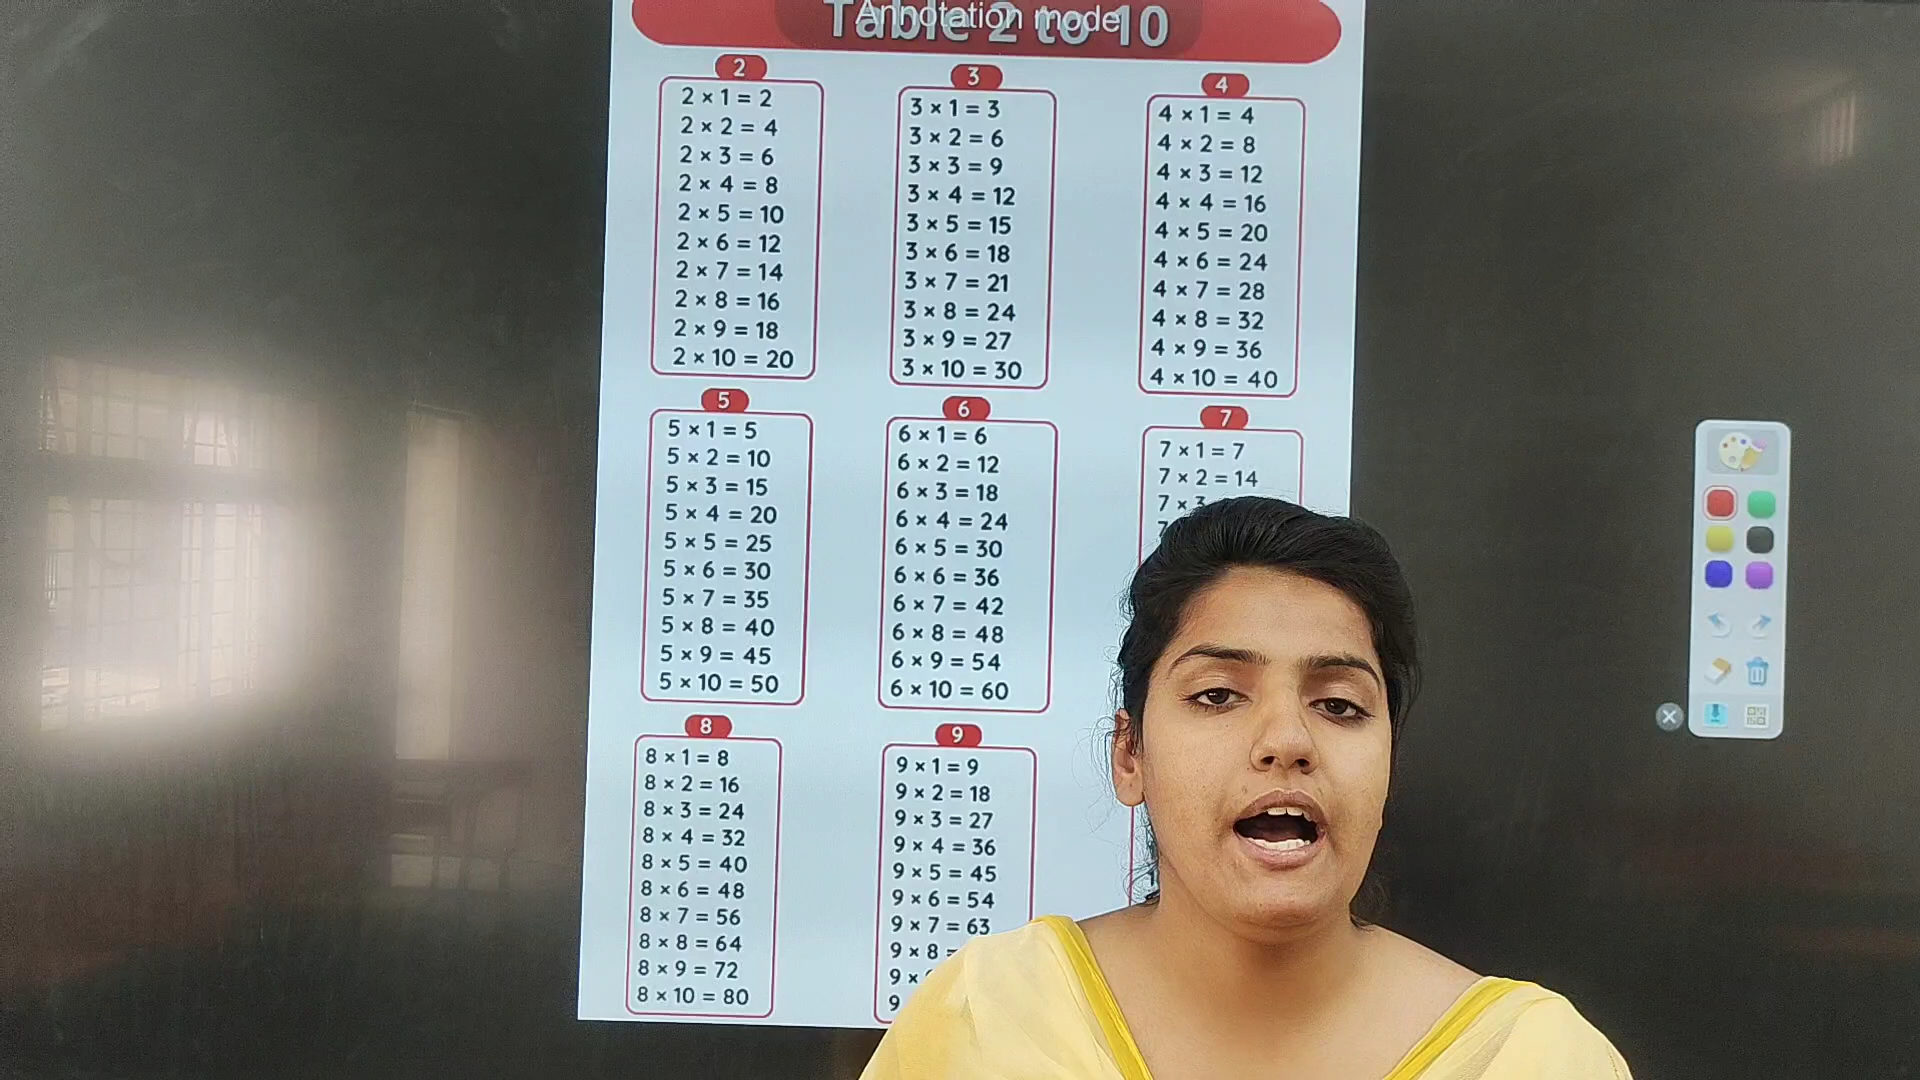 Table 2 to 10
Annotation mode
2
2 × 1 = 2
2 × 2 = 4
2 × 3 = 6
2 × 4 = 8
2 × 5 = 10
2 × 6 = 12
2 × 7 = 14
2 × 8 = 16
2 × 9 = 18
2 × 10 = 20
3
3 × 1 = 3
3 × 2 = 6
3 × 3 = 9
3 × 4 = 12
3 × 5 = 15
3 × 6 = 18
3 × 7 = 21
3 × 8 = 24
3 × 9 = 27
3 × 10 = 30
4
4 × 1 = 4
4 × 2 = 8
4 × 3 = 12
4 × 4 = 16
4 × 5 = 20
4 × 6 = 24
4 × 7 = 28
4 × 8 = 32
4 × 9 = 36
4 × 10 = 40
5
5 × 1 = 5
5 × 2 = 10
5 × 3 = 15
5 × 4 = 20
5 × 5 = 25
5 × 6 = 30
5 × 7 = 35
5 × 8 = 40
5 × 9 = 45
5 × 10 = 50
6
6 × 1 = 6
6 × 2 = 12
6 × 3 = 18
6 × 4 = 24
6 × 5 = 30
6 × 6 = 36
6 × 7 = 42
6 × 8 = 48
6 × 9 = 54
6 × 10 = 60
7
7 × 1 = 7
7 × 2 = 14
7 × 3
8
8 × 1 = 8
8 × 2 = 16
8 × 3 = 24
8 × 4 = 32
8 × 5 = 40
8 × 6 = 48
8 × 7 = 56
8 × 8 = 64
8 × 9 = 72
8 × 10 = 80
9
9 × 1 = 9
9 × 2 = 18
9 × 3 = 27
9 × 4 = 36
9 × 5 = 45
9 × 6 = 54
9 × 7 = 63
9 × 8 =
9 ×
9